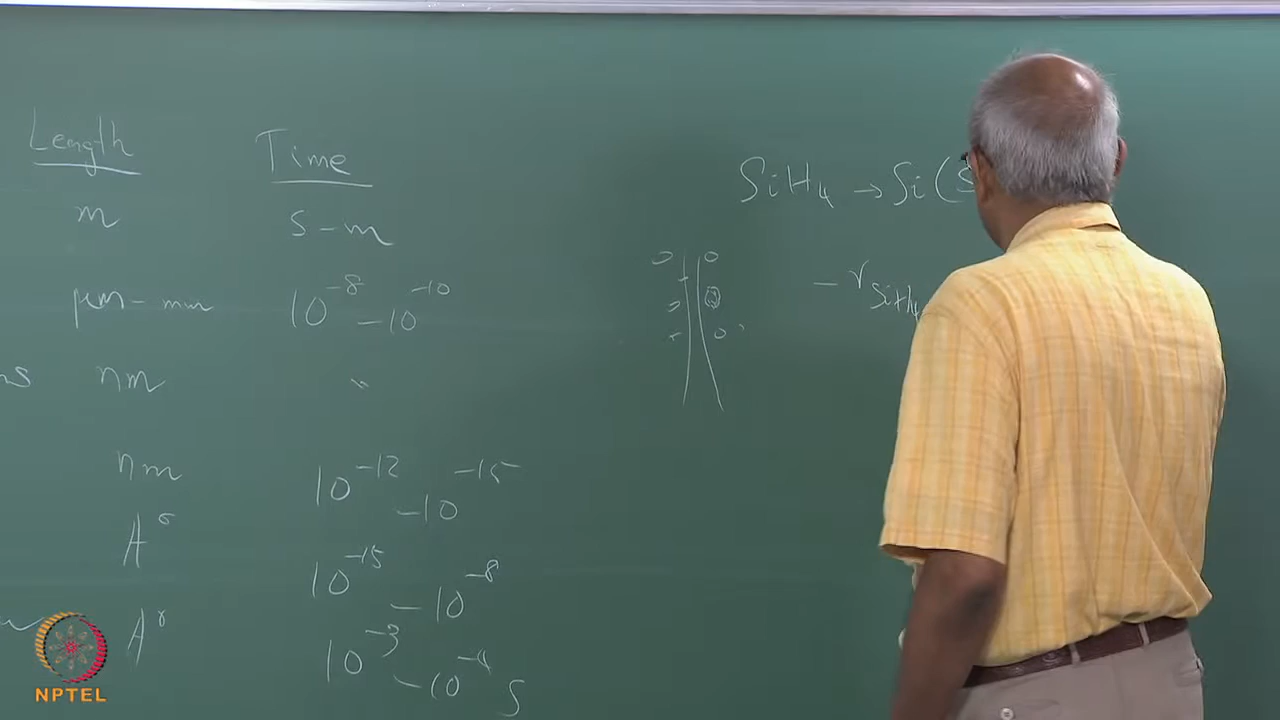 Length Time
m s - m
μm - mm 10⁻⁸ - 10⁻¹⁰
nm "
nm 10⁻¹² - 10⁻¹⁵
A° 10⁻¹⁵ - 10⁻⁸
A° 10⁻³ - 10⁻⁴ s
SiH₄ → Si (S
- r SiH₄
NPTEL